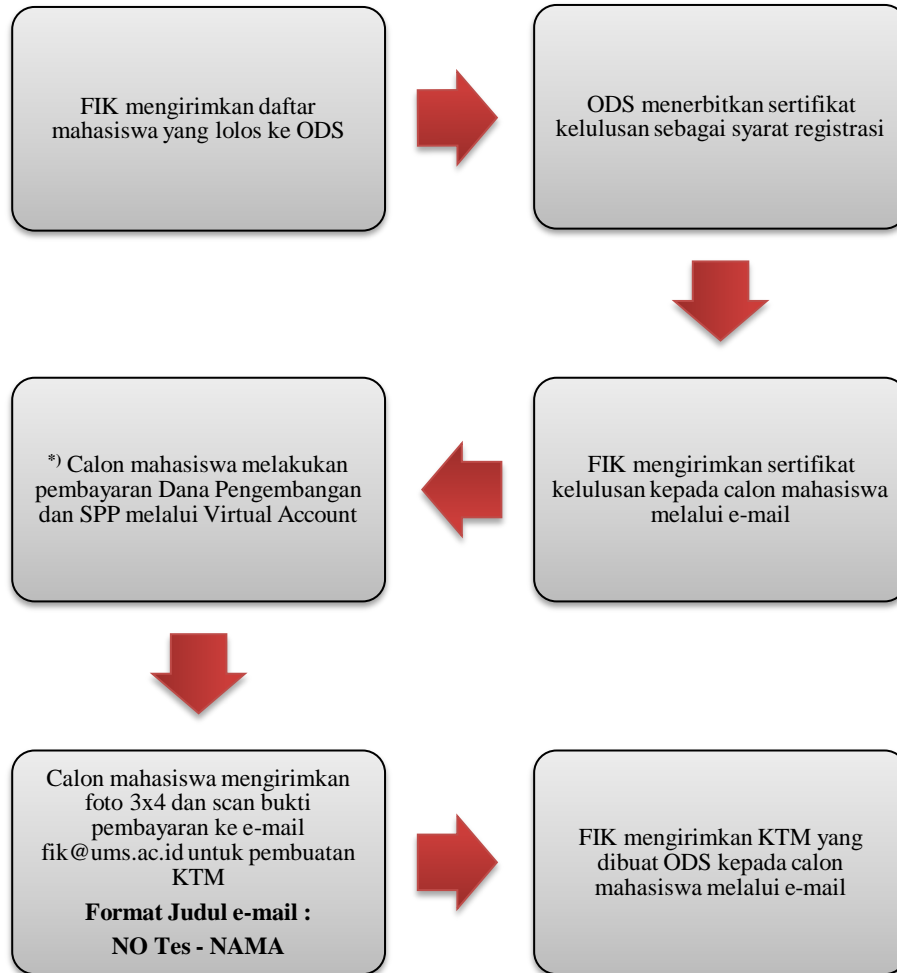 FIK mengirimkan daftar
mahasiswa yang lolos ke ODS
ODS menerbitkan sertifikat
kelulusan sebagai syarat registrasi
FIK mengirimkan sertifikat
kelulusan kepada calon mahasiswa
melalui e-mail
*) Calon mahasiswa melakukan
pembayaran Dana Pengembangan
dan SPP melalui Virtual Account
Calon mahasiswa mengirimkan
foto 3x4 dan scan bukti
pembayaran ke e-mail
fik@ums.ac.id untuk pembuatan
KTM
Format Judul e-mail :
NO Tes - NAMA
FIK mengirimkan KTM yang
dibuat ODS kepada calon
mahasiswa melalui e-mail